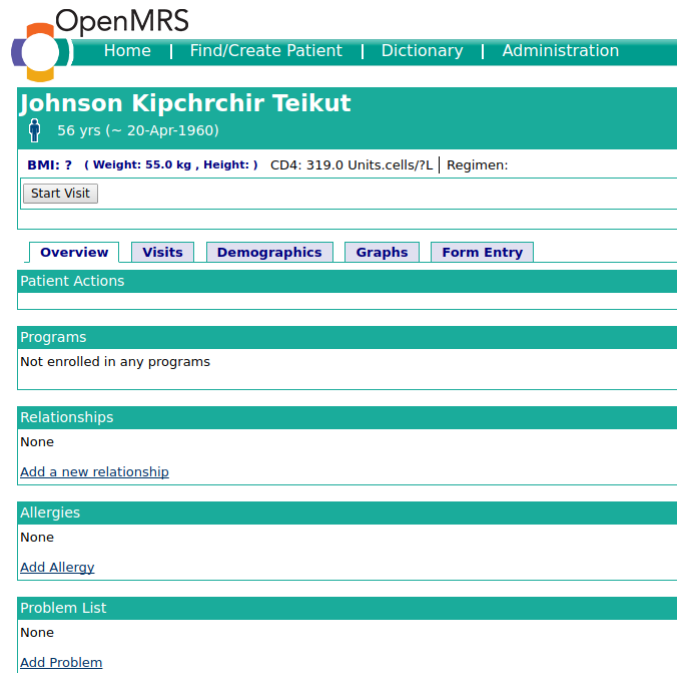 OpenMRS
Home | Find/Create Patient | Dictionary | Administration
Johnson Kipchrchir Teikut
56 yrs (~ 20-Apr-1960)
BMI: ? ( Weight: 55.0 kg , Height: ) CD4: 319.0 Units.cells/?L | Regimen:
Start Visit
Overview Visits Demographics Graphs Form Entry
Patient Actions
Programs
Not enrolled in any programs
Relationships
None
Add a new relationship
Allergies
None
Add Allergy
Problem List
None
Add Problem